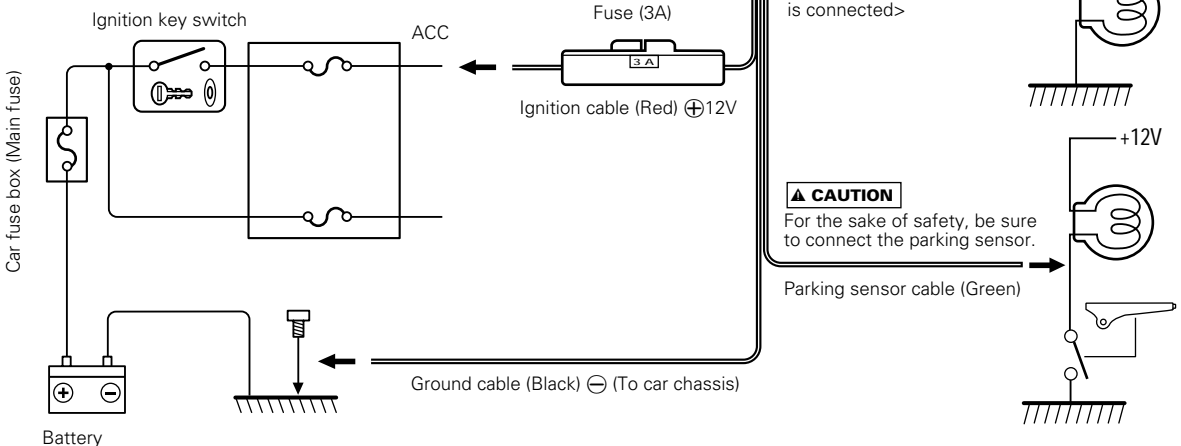 Ignition key switch
ACC
Fuse (3A)
3 A
is connected>
Ignition cable (Red) ⊕12V
Car fuse box (Main fuse)
+12V
⚠ CAUTION
For the sake of safety, be sure
to connect the parking sensor.
Parking sensor cable (Green)
Ground cable (Black) ⊖ (To car chassis)
+ −
Battery